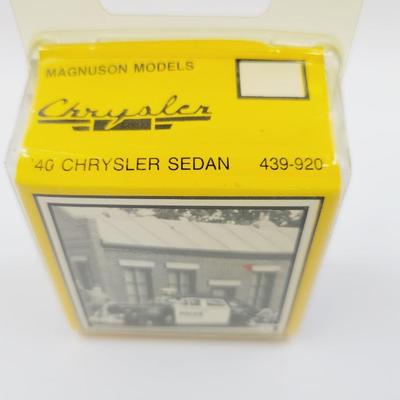 MAGNUSON MODELS
Chrysler
'40 CHRYSLER SEDAN 439-920
POLICE